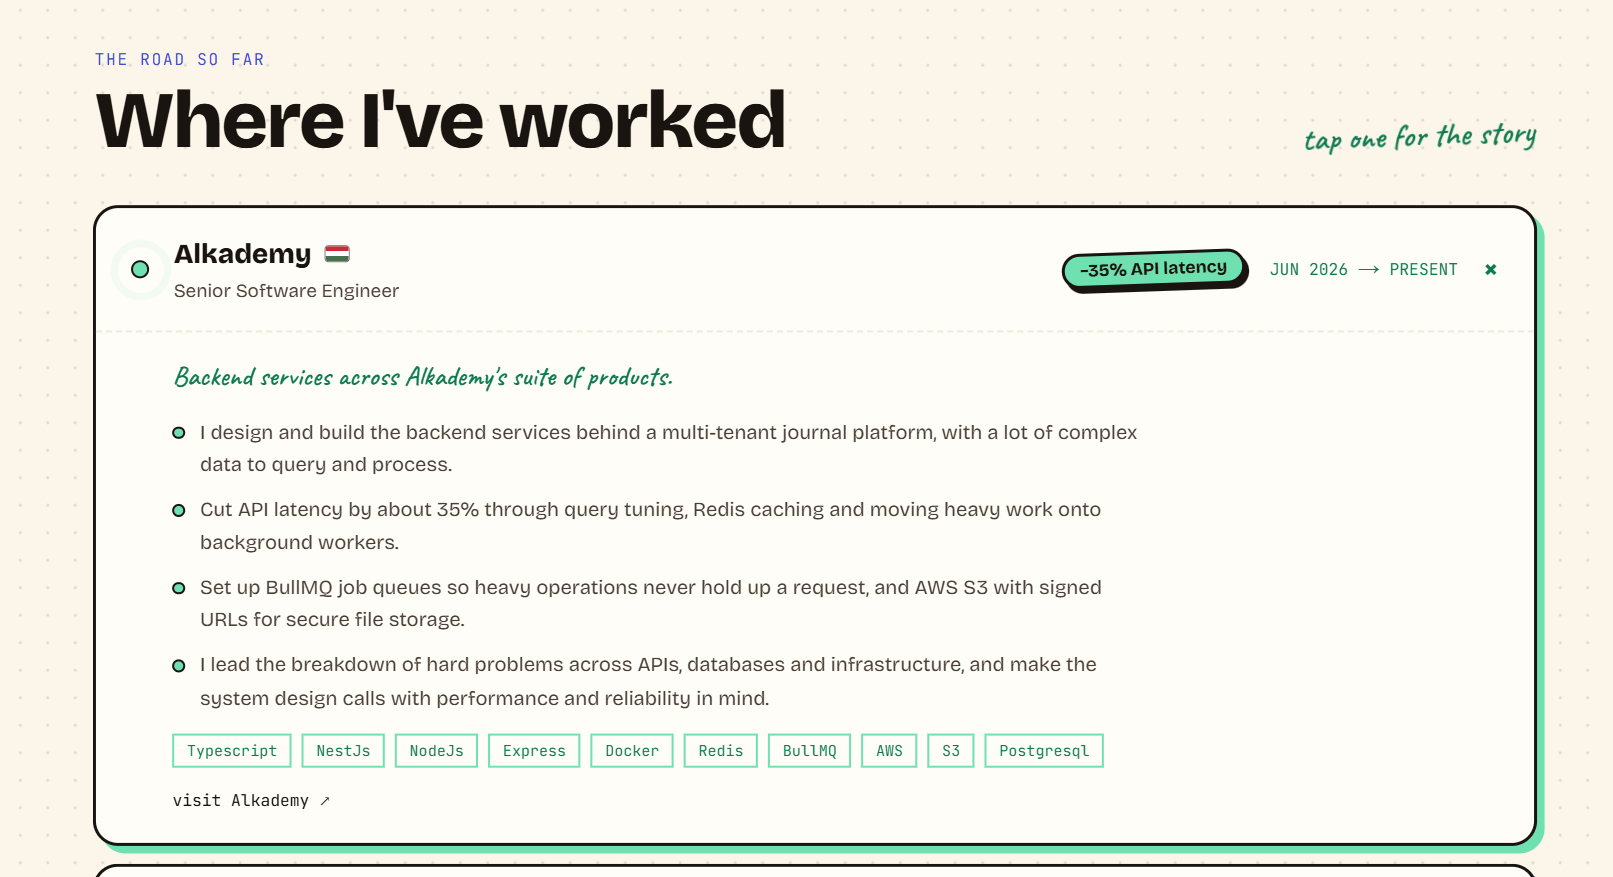 THE ROAD SO FAR
Where I've worked
tap one for the story
Alkademy
Senior Software Engineer
-35% API latency
JUN 2026 → PRESENT ✖
Backend services across Alkademy's suite of products.
I design and build the backend services behind a multi-tenant journal platform, with a lot of complex
data to query and process.
Cut API latency by about 35% through query tuning, Redis caching and moving heavy work onto
background workers.
Set up BullMQ job queues so heavy operations never hold up a request, and AWS S3 with signed
URLs for secure file storage.
I lead the breakdown of hard problems across APIs, databases and infrastructure, and make the
system design calls with performance and reliability in mind.
Typescript NestJs NodeJs Express Docker Redis BullMQ AWS S3 Postgresql
visit Alkademy ↗